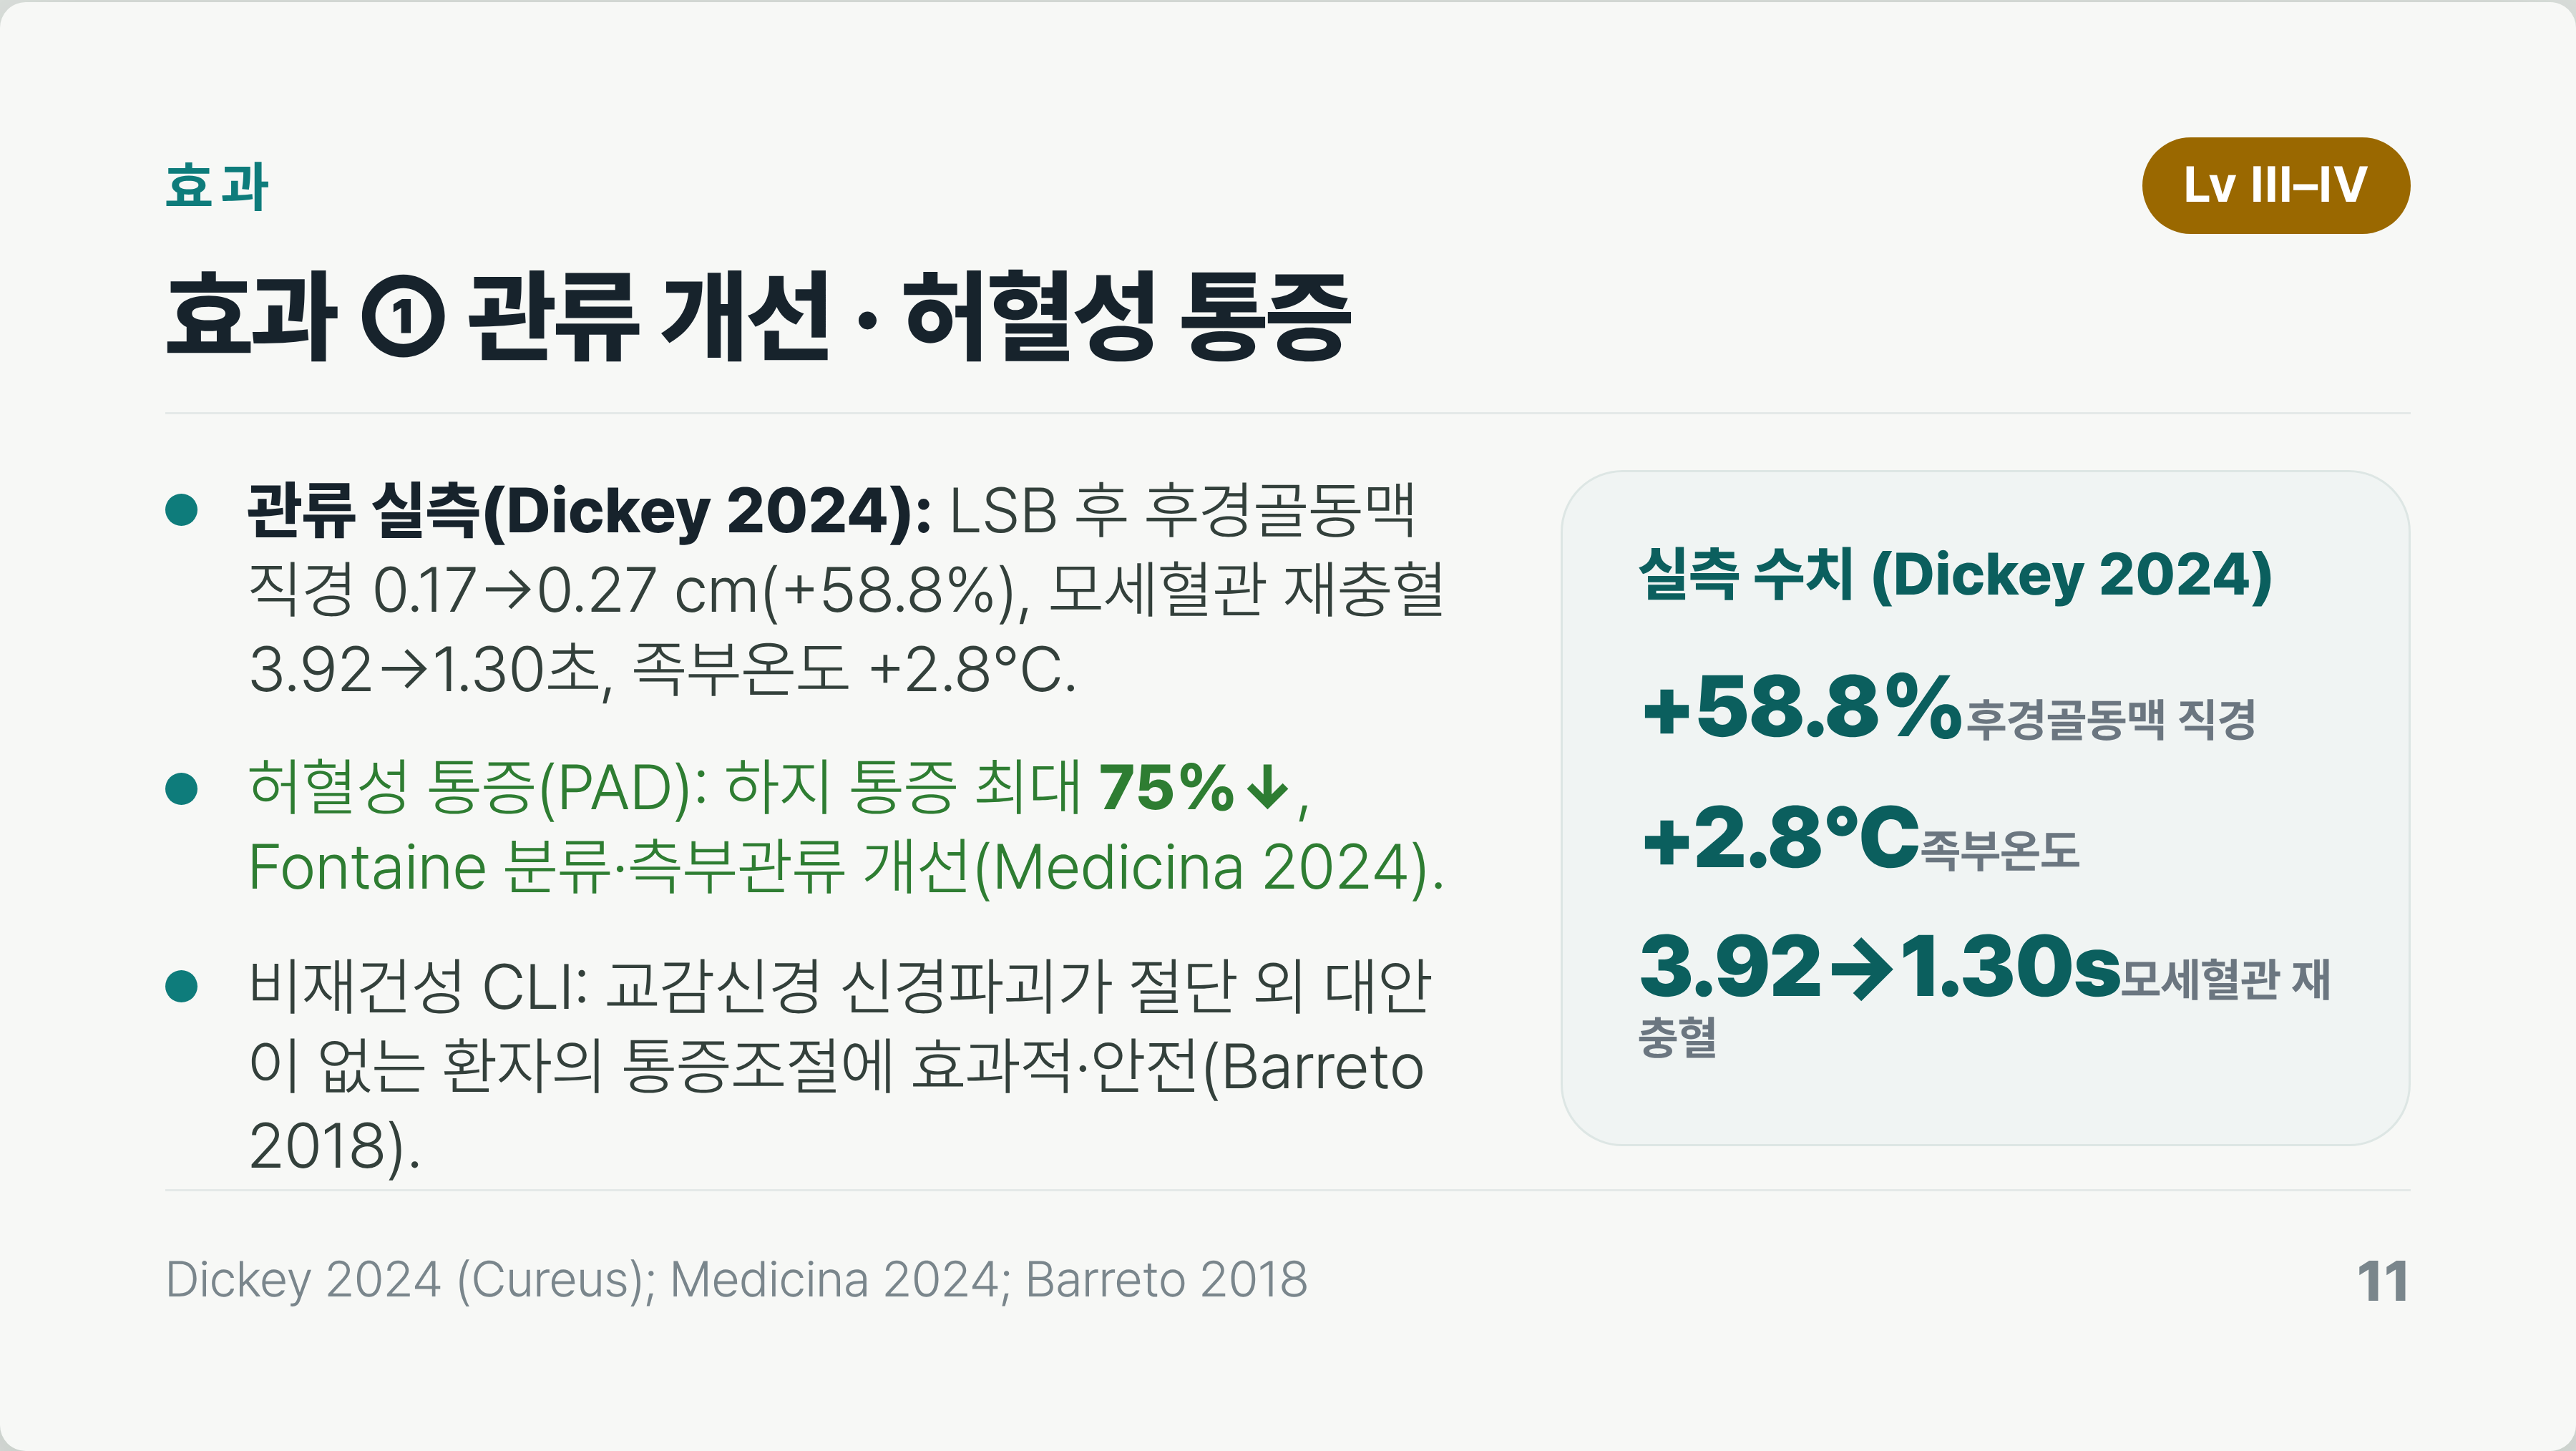 효과
Lv III–IV
효과 ① 관류 개선 · 허혈성 통증
관류 실측(Dickey 2024): LSB 후 후경골동맥
직경 0.17→0.27 cm(+58.8%), 모세혈관 재충혈
3.92→1.30초, 족부온도 +2.8°C.
허혈성 통증(PAD): 하지 통증 최대 75%↓,
Fontaine 분류·측부관류 개선(Medicina 2024).
비재건성 CLI: 교감신경 신경파괴가 절단 외 대안
이 없는 환자의 통증조절에 효과적·안전(Barreto
2018).
실측 수치 (Dickey 2024)
+58.8%후경골동맥 직경
+2.8°C족부온도
3.92→1.30s모세혈관 재
충혈
Dickey 2024 (Cureus); Medicina 2024; Barreto 2018
11